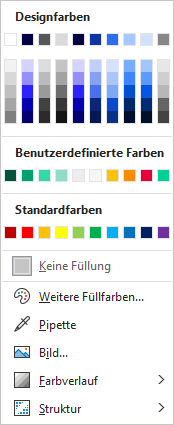 Designfarben
Benutzerdefinierte Farben
Standardfarben
Keine Füllung
Weitere Füllfarben...
Pipette
Bild...
Farbverlauf
Struktur